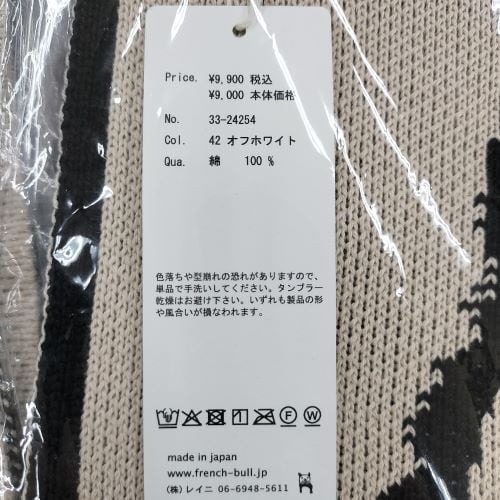 Price. ¥9,900 税込
¥9,000 本体価格
No. 33-24254
Col. 42 オフホワイト
Qua. 綿 100 %
色落ちや型崩れの恐れがありますので、
単品で手洗いしてください。タンブラー
乾燥はお避け下さい。いずれも製品の形
や風合いが損なわれます。
F W
made in japan
www.french-bull.jp
(株)レイニ 06-6948-5611